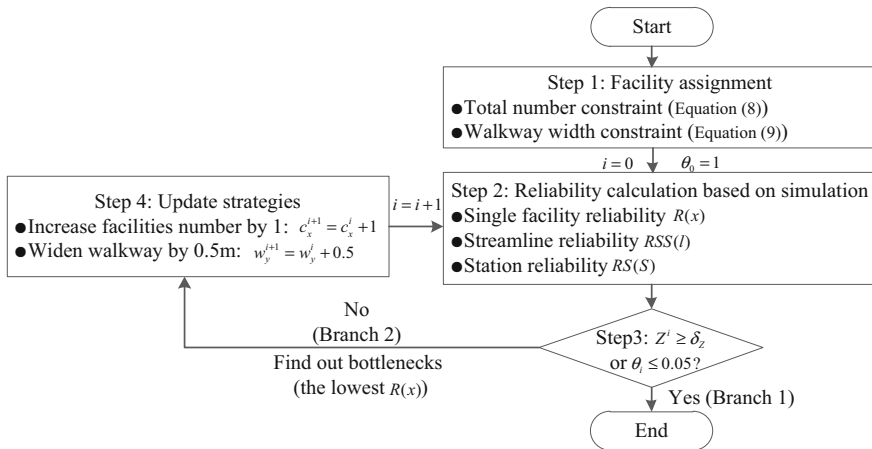 Start
Step 1: Facility assignment
●Total number constraint (Equation (8))
●Walkway width constraint (Equation (9))
i=0 θ₀=1
Step 2: Reliability calculation based on simulation
●Single facility reliability R(x)
●Streamline reliability RSS(l)
●Station reliability RS(S)
i=i+1
Step 4: Update strategies
●Increase facilities number by 1: c_x^{i+1}=c_x^i+1
●Widen walkway by 0.5m: w_y^{i+1}=w_y^i+0.5
Step3: Z^i ≥ δ_Z
or θ_i ≤ 0.05?
No
(Branch 2)
Find out bottlenecks
(the lowest R(x))
Yes (Branch 1)
End